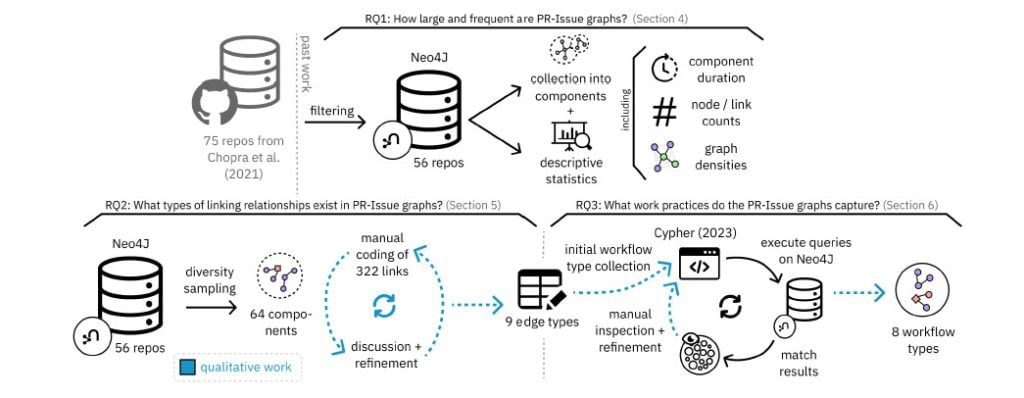 RQ1: How large and frequent are PR-Issue graphs? (Section 4)
past work
75 repos from
Chopra et al.
(2021)
filtering
Neo4J
56 repos
collection into
components
+
descriptive
statistics
including
component
duration
#
node / link
counts
graph
densities
RQ2: What types of linking relationships exist in PR-Issue graphs? (Section 5)
Neo4J
56 repos
diversity
sampling
64 compo-
nents
manual
coding of
322 links
discussion +
refinement
qualitative work
9 edge types
RQ3: What work practices do the PR-Issue graphs capture? (Section 6)
initial workflow
type collection
Cypher (2023)
</>
execute queries
on Neo4J
manual
inspection +
refinement
match
results
8 workflow
types